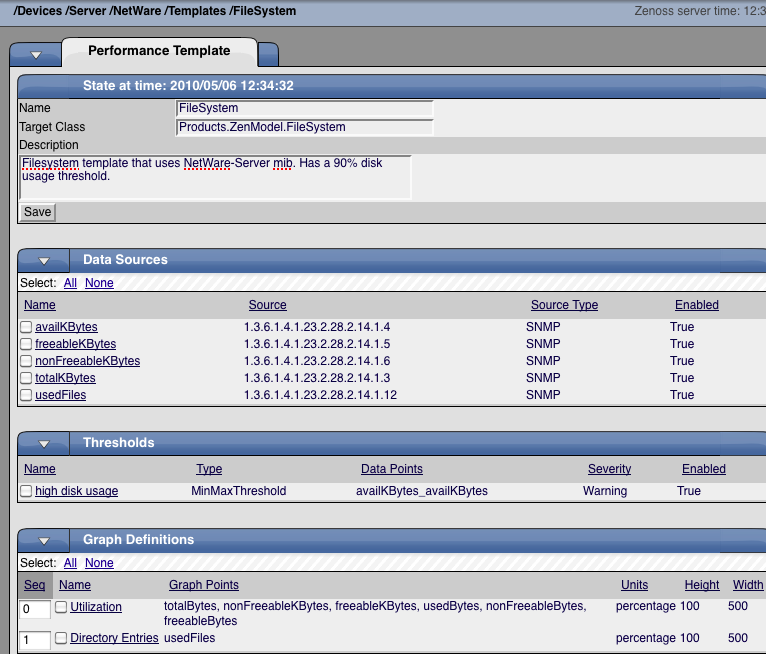 /Devices /Server /NetWare /Templates /FileSystem Zenoss server time: 12:3
Performance Template
State at time: 2010/05/06 12:34:32
Name FileSystem
Target Class Products.ZenModel.FileSystem
Description
Filesystem template that uses NetWare-Server mib. Has a 90% disk
usage threshold.
Save
Data Sources
Select: All None
Name Source Source Type Enabled
availKBytes 1.3.6.1.4.1.23.2.28.2.14.1.4 SNMP True
freeableKBytes 1.3.6.1.4.1.23.2.28.2.14.1.5 SNMP True
nonFreeableKBytes 1.3.6.1.4.1.23.2.28.2.14.1.6 SNMP True
totalKBytes 1.3.6.1.4.1.23.2.28.2.14.1.3 SNMP True
usedFiles 1.3.6.1.4.1.23.2.28.2.14.1.12 SNMP True
Thresholds
Name Type Data Points Severity Enabled
high disk usage MinMaxThreshold availKBytes_availKBytes Warning True
Graph Definitions
Select: All None
Seq Name Graph Points Units Height Width
0 Utilization totalBytes, nonFreeableKBytes, freeableKBytes, usedBytes, nonFreeableBytes, percentage 100 500
freeableBytes
1 Directory Entries usedFiles percentage 100 500